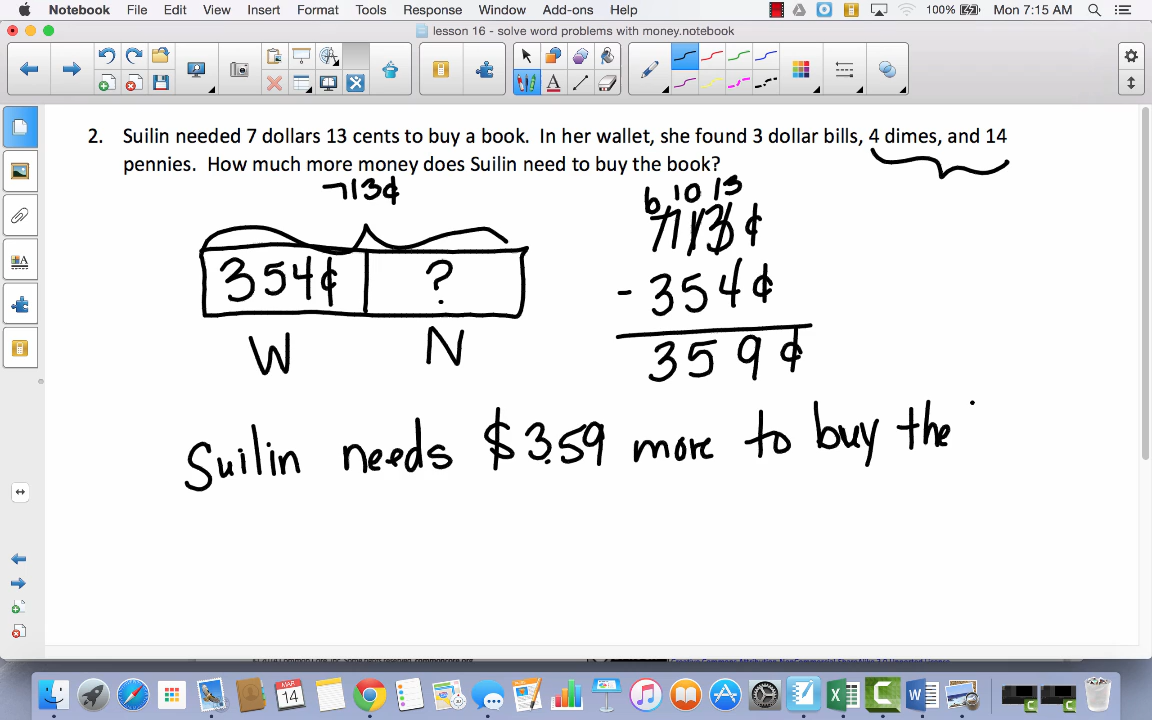 Notebook File Edit View Insert Format Tools Response Window Add-ons Help 100% Mon 7:15 AM
lesson 16 - solve word problems with money.notebook
2. Suilin needed 7 dollars 13 cents to buy a book. In her wallet, she found 3 dollar bills, 4 dimes, and 14
pennies. How much more money does Suilin need to buy the book?
713¢
354¢ ?
W N
6 10 13
713¢
- 354¢
359¢
Suilin needs $3.59 more to buy the
MAR
14